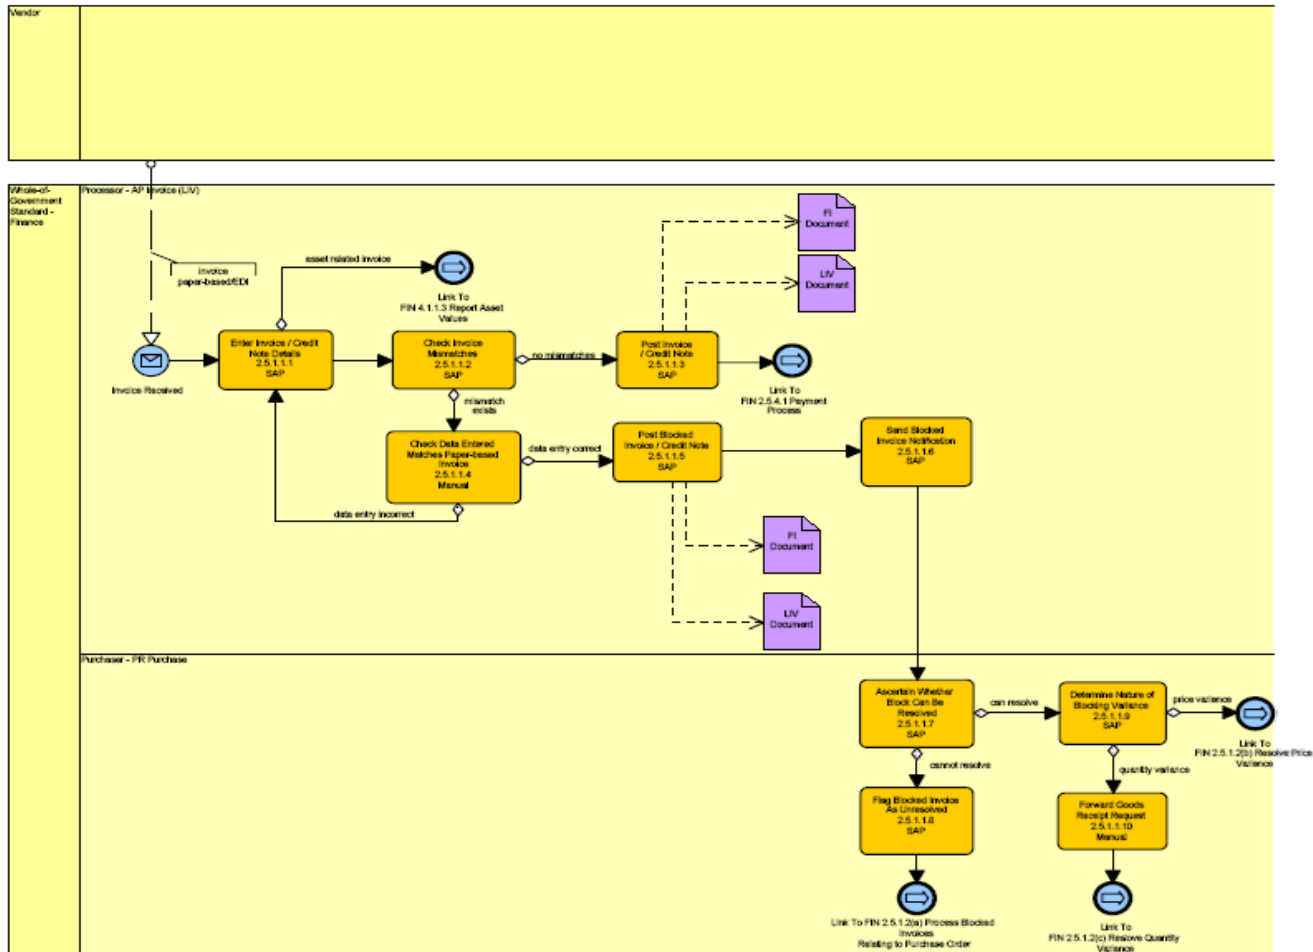 Vendor
Whole-of-
Government
Standard -
Finance
Processor - AP Invoice (LIV)
invoice
paper-based/EDI
Invoice Received
asset related invoice
Link To
FIN 4.1.1.3 Report Asset
Values
Enter Invoice / Credit
Note Details
2.5.1.1.1
SAP
Check Invoice
Mismatches
2.5.1.1.2
SAP
no mismatches
Post Invoice
/ Credit Note
2.5.1.1.3
SAP
FI
Document
LIV
Document
Link To
FIN 2.5.4.1 Payment
Process
mismatch
exists
Check Data Entered
Matches Paper-based
Invoice
2.5.1.1.4
Manual
data entry incorrect
data entry correct
Post Blocked
Invoice / Credit Note
2.5.1.1.5
SAP
Send Blocked
Invoice Notification
2.5.1.1.6
SAP
FI
Document
LIV
Document
Purchaser - PR Purchase
Ascertain Whether
Block Can Be
Resolved
2.5.1.1.7
SAP
can resolve
Determine Nature of
Blocking Variance
2.5.1.1.9
SAP
price variance
Link To
FIN 2.5.1.2(b) Resolve Price
Variance
cannot resolve
quantity variance
Flag Blocked Invoice
As Unresolved
2.5.1.1.8
SAP
Forward Goods
Receipt Request
2.5.1.1.10
Manual
Link To FIN 2.5.1.2(a) Process Blocked
Invoices
Relating to Purchase Order
Link To
FIN 2.5.1.2(c) Reslove Quantity
Variance